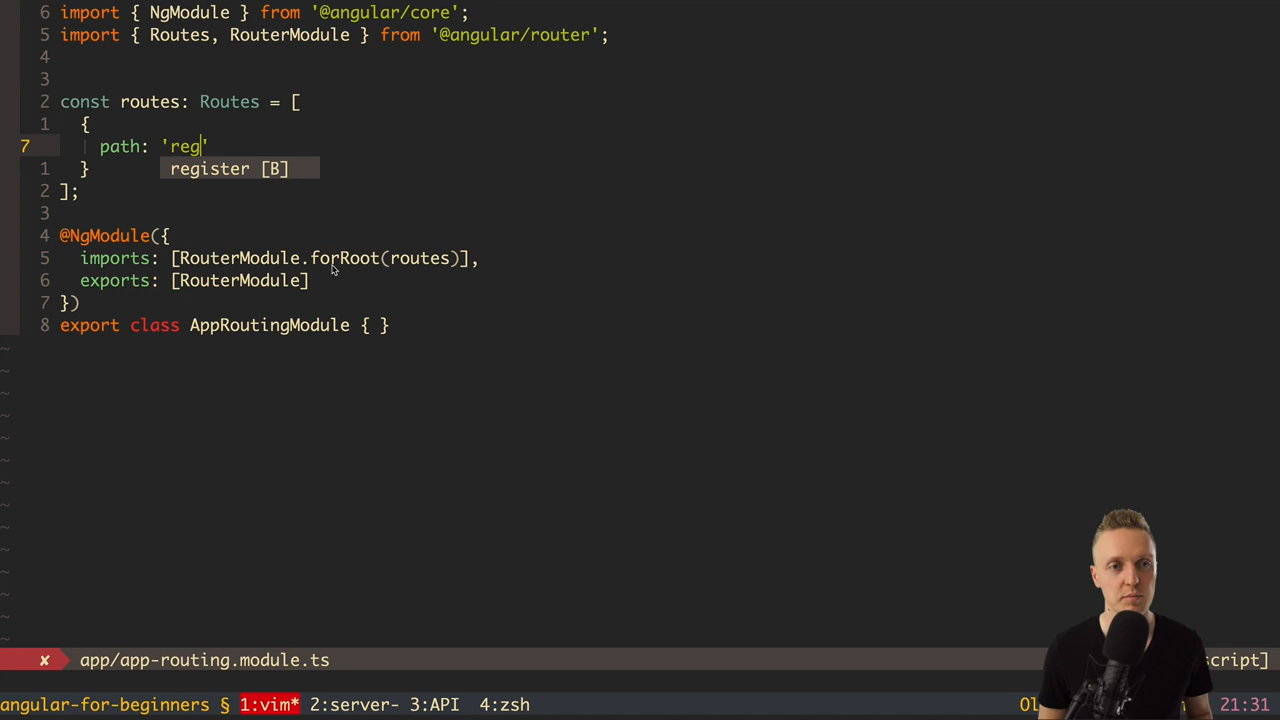 6 import { NgModule } from '@angular/core';
5 import { Routes, RouterModule } from '@angular/router';
4
3
2 const routes: Routes = [
1 {
7 path: 'reg'
1 } register [B]
2 ];
3
4 @NgModule({
5 imports: [RouterModule.forRoot(routes)],
6 exports: [RouterModule]
7 })
8 export class AppRoutingModule { }
~
~
~
~
~
~
~
~
~
~
~
~
~
~
✘ app/app-routing.module.ts script]
angular-for-beginners § 1:vim* 2:server- 3:API 4:zsh Ol 21:31